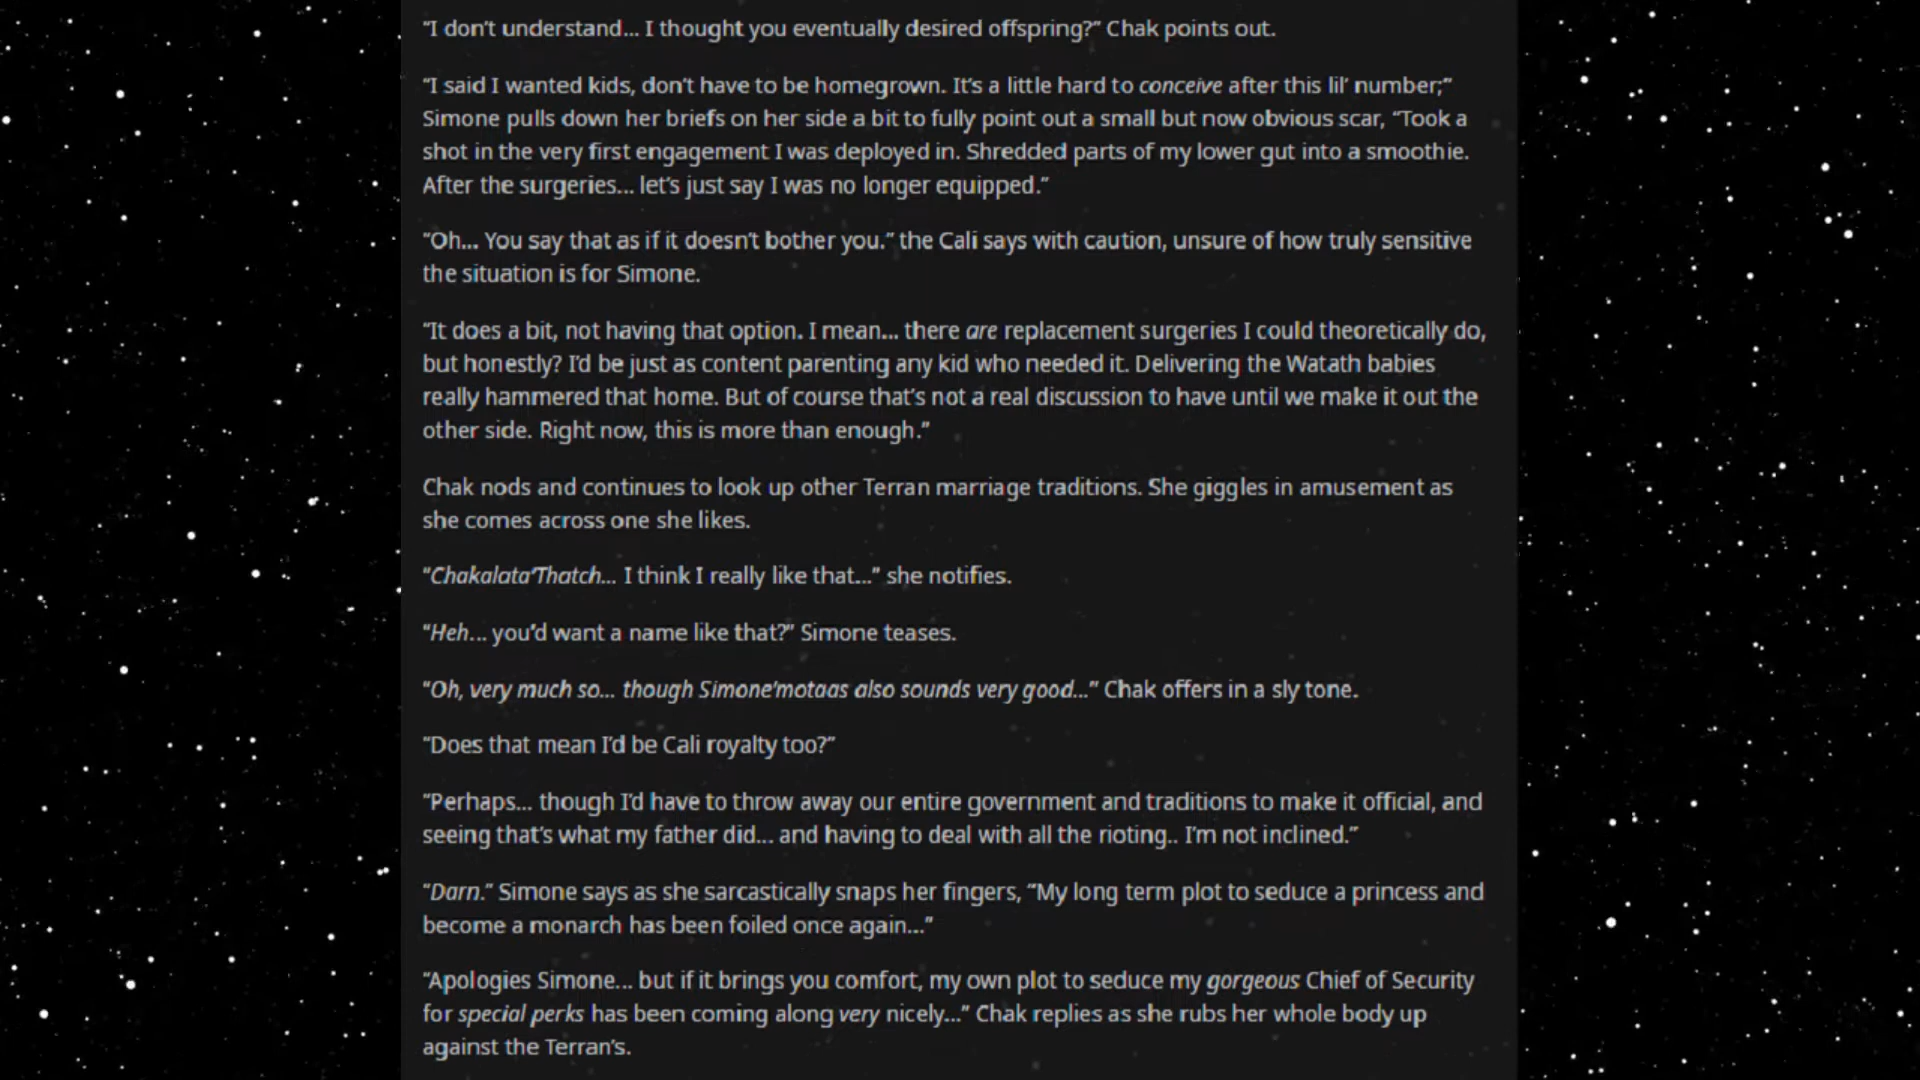 “I don’t understand... I thought you eventually desired offspring?” Chak points out.
“I said I wanted kids, don’t have to be homegrown. It’s a little hard to conceive after this lil’ number;”
Simone pulls down her briefs on her side a bit to fully point out a small but now obvious scar, “Took a
shot in the very first engagement I was deployed in. Shredded parts of my lower gut into a smoothie.
After the surgeries... let’s just say I was no longer equipped.”
“Oh... You say that as if it doesn’t bother you.” the Cali says with caution, unsure of how truly sensitive
the situation is for Simone.
“It does a bit, not having that option. I mean... there are replacement surgeries I could theoretically do,
but honestly? I’d be just as content parenting any kid who needed it. Delivering the Watath babies
really hammered that home. But of course that’s not a real discussion to have until we make it out the
other side. Right now, this is more than enough.”
Chak nods and continues to look up other Terran marriage traditions. She giggles in amusement as
she comes across one she likes.
“Chakalata’Thatch... I think I really like that...” she notifies.
“Heh... you’d want a name like that?” Simone teases.
“Oh, very much so... though Simone’motaas also sounds very good...” Chak offers in a sly tone.
“Does that mean I’d be Cali royalty too?”
“Perhaps... though I’d have to throw away our entire government and traditions to make it official, and
seeing that’s what my father did... and having to deal with all the rioting.. I’m not inclined.”
“Darn.” Simone says as she sarcastically snaps her fingers, “My long term plot to seduce a princess and
become a monarch has been foiled once again...”
“Apologies Simone... but if it brings you comfort, my own plot to seduce my gorgeous Chief of Security
for special perks has been coming along very nicely...” Chak replies as she rubs her whole body up
against the Terran’s.